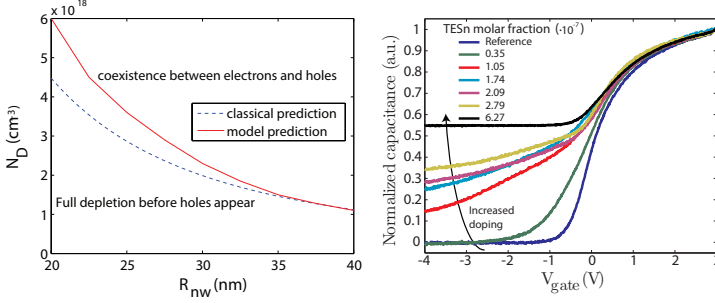 x 10^18
6
5
4
3
2
1
0
N_D (cm^-3)
coexistence between electrons and holes
classical prediction
model prediction
Full depletion before holes appear
20
25
30
35
40
R_nw (nm)
TESn molar fraction (·10^-7)
Reference
0.35
1.05
1.74
2.09
2.79
6.27
Normalized capacitance (a.u.)
1
0.9
0.8
0.7
0.6
0.5
0.4
0.3
0.2
0.1
0
Increased
doping
-4
-3
-2
-1
0
1
2
3
V_gate (V)